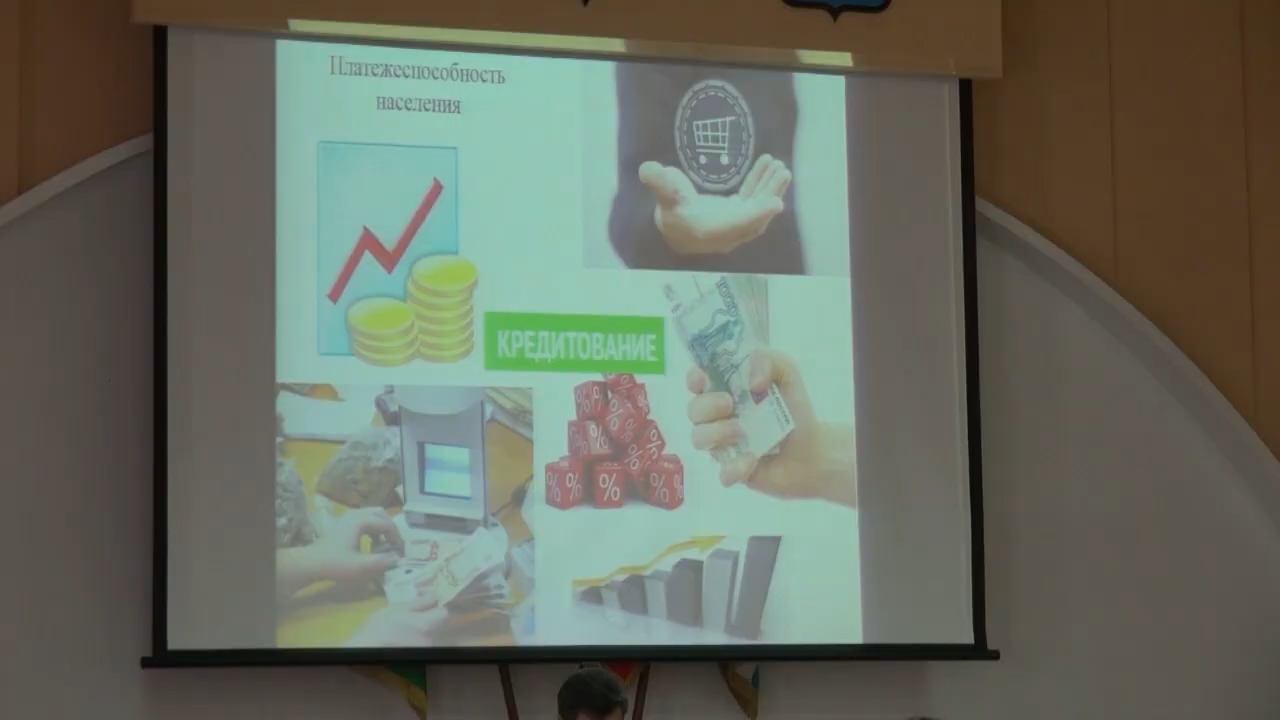 Платежеспособность
населения
КРЕДИТОВАНИЕ
% % % %
% %
% % % % %